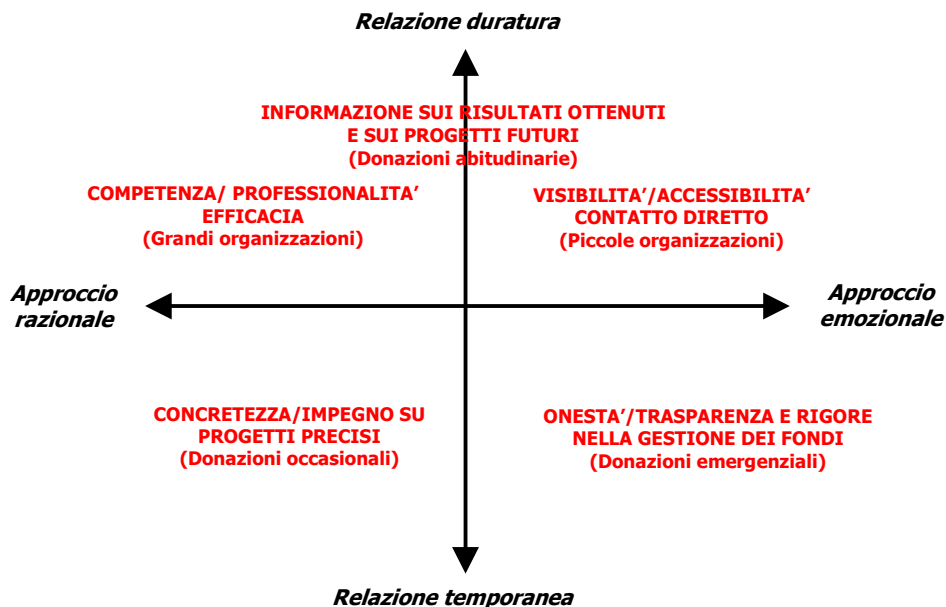 Relazione duratura
INFORMAZIONE SUI RISULTATI OTTENUTI
E SUI PROGETTI FUTURI
(Donazioni abitudinarie)
COMPETENZA/ PROFESSIONALITA’
EFFICACIA
(Grandi organizzazioni)
VISIBILITA’/ACCESSIBILITA’
CONTATTO DIRETTO
(Piccole organizzazioni)
Approccio
razionale
Approccio
emozionale
CONCRETEZZA/IMPEGNO SU
PROGETTI PRECISI
(Donazioni occasionali)
ONESTA’/TRASPARENZA E RIGORE
NELLA GESTIONE DEI FONDI
(Donazioni emergenziali)
Relazione temporanea